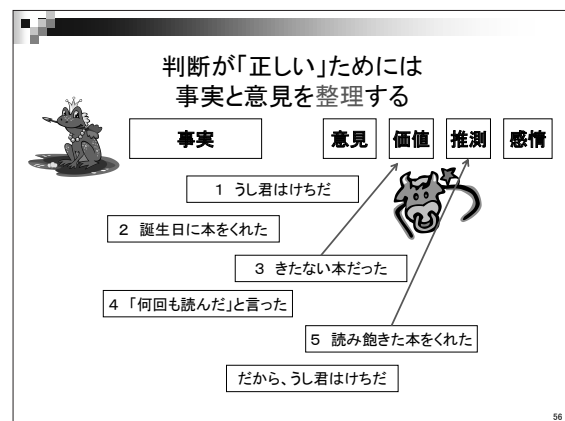 判断が「正しい」ためには
事実と意見を整理する
事実
意見
価値
推測
感情
1 うし君はけちだ
2 誕生日に本をくれた
3 きたない本だった
4 「何回も読んだ」と言った
5 読み飽きた本をくれた
だから、うし君はけちだ
56